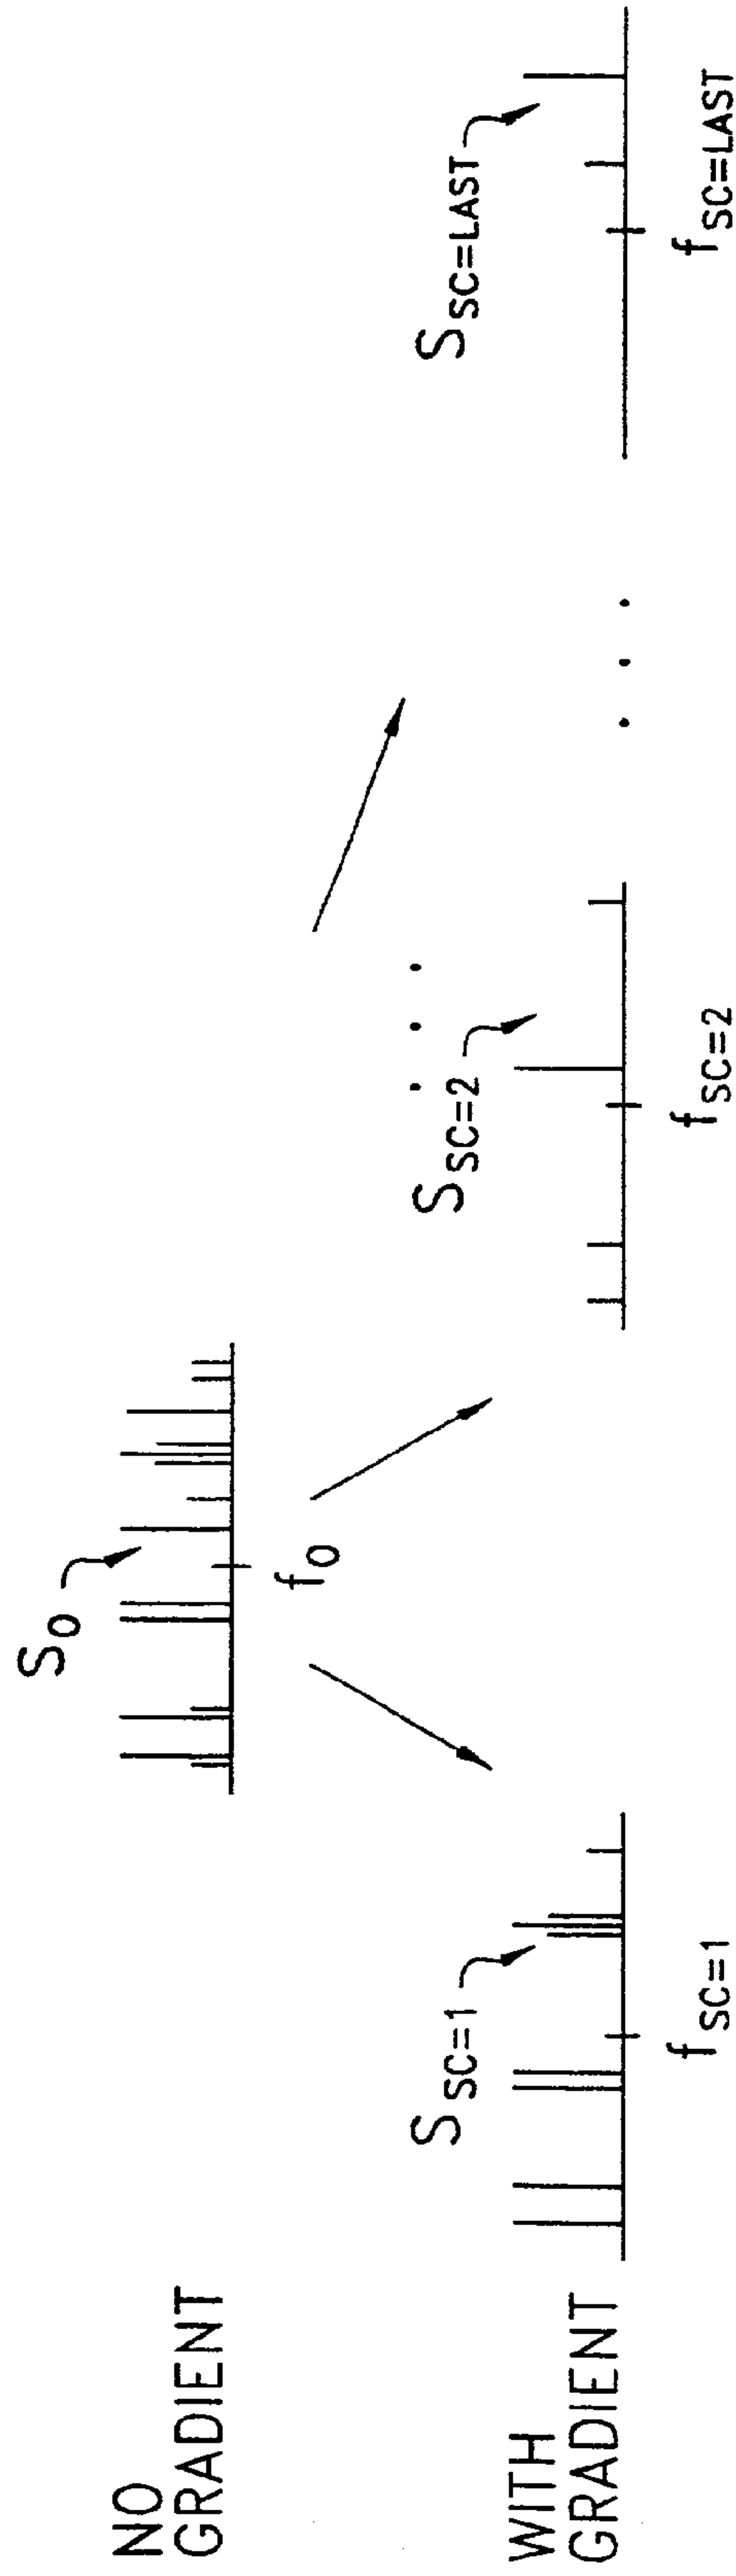 NO
GRADIENT
S0
f0
WITH
GRADIENT
SSC=1
fSC=1
SSC=2
fSC=2
SSC=LAST
fSC=LAST